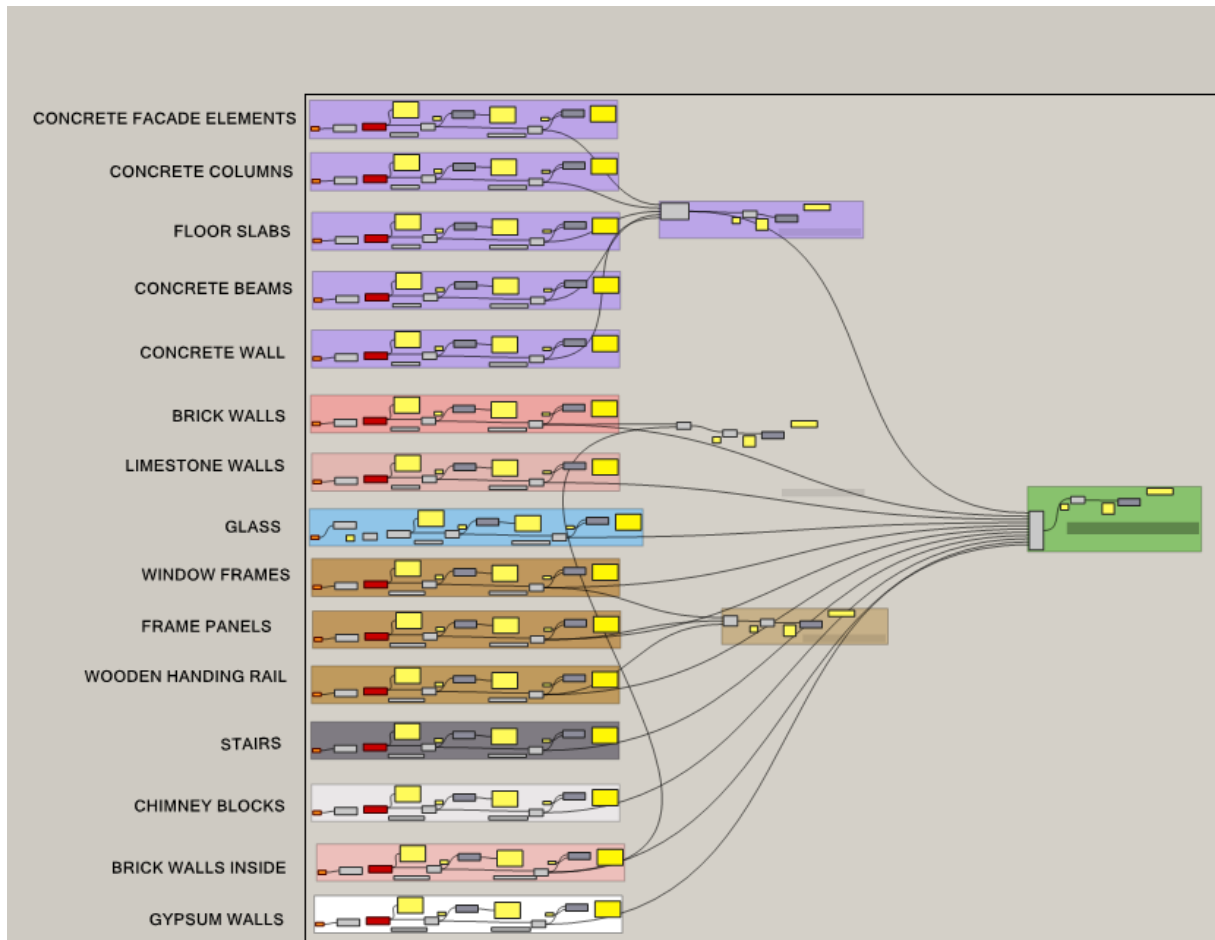 CONCRETE FACADE ELEMENTS
CONCRETE COLUMNS
FLOOR SLABS
CONCRETE BEAMS
CONCRETE WALL
BRICK WALLS
LIMESTONE WALLS
GLASS
WINDOW FRAMES
FRAME PANELS
WOODEN HANDING RAIL
STAIRS
CHIMNEY BLOCKS
BRICK WALLS INSIDE
GYPSUM WALLS